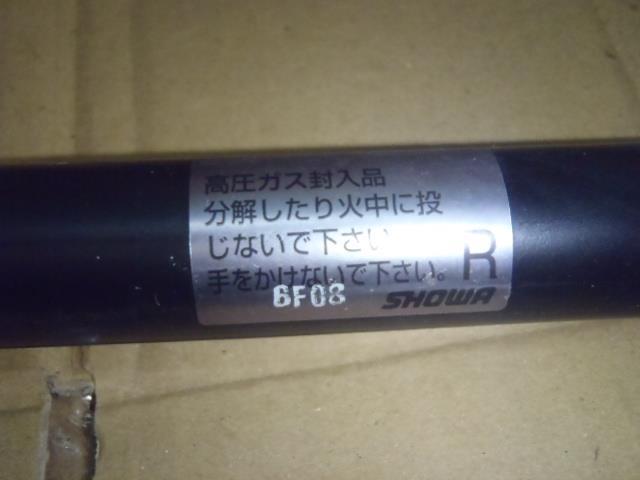 高圧ガス封入品
分解したり火中に投
じないで下さい
手をかけないで下さい。
R
6F08
SHOWA